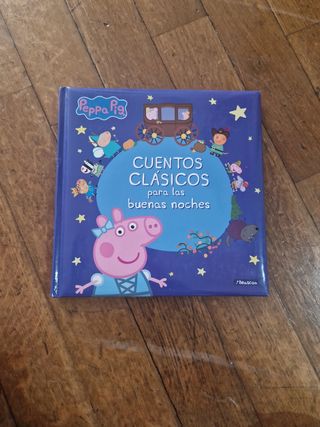 Peppa Pig
CUENTOS
CLÁSICOS
para las
buenas noches